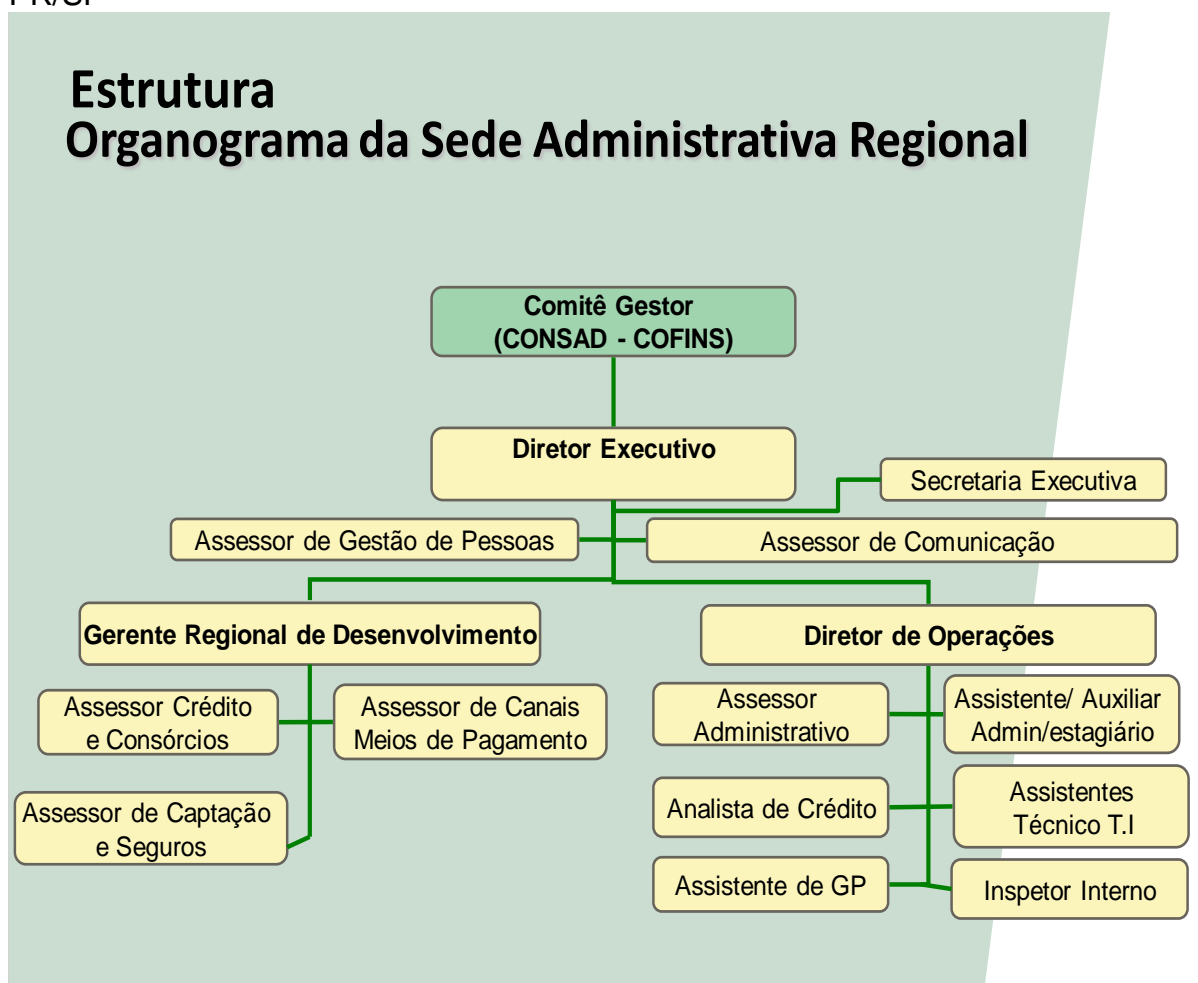 Estrutura
Organograma da Sede Administrativa Regional
Comitê Gestor
(CONSAD - COFINS)
Diretor Executivo
Secretaria Executiva
Assessor de Gestão de Pessoas
Assessor de Comunicação
Gerente Regional de Desenvolvimento
Diretor de Operações
Assessor Crédito
e Consórcios
Assessor de Canais
Meios de Pagamento
Assessor de Captação
e Seguros
Assessor
Administrativo
Assistente/ Auxiliar
Admin/estagiário
Analista de Crédito
Assistentes
Técnico T.I
Assistente de GP
Inspetor Interno